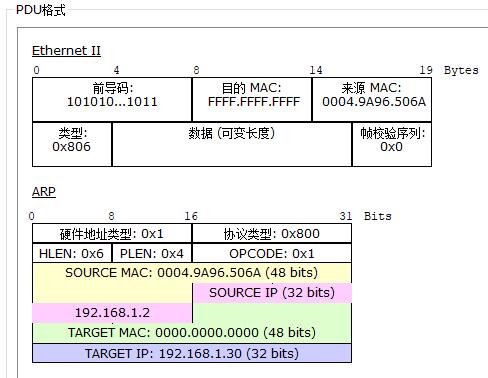 PDU格式
Ethernet II
0 4 8 14 19 Bytes
前导码: 目的 MAC: 来源 MAC:
101010...1011 FFFF.FFFF.FFFF 0004.9A96.506A
类型: 数据 (可变长度) 帧校验序列:
0x806 0x0
ARP
0 8 16 31 Bits
硬件地址类型: 0x1 协议类型: 0x800
HLEN: 0x6 PLEN: 0x4 OPCODE: 0x1
SOURCE MAC: 0004.9A96.506A (48 bits)
SOURCE IP (32 bits)
192.168.1.2
TARGET MAC: 0000.0000.0000 (48 bits)
TARGET IP: 192.168.1.30 (32 bits)